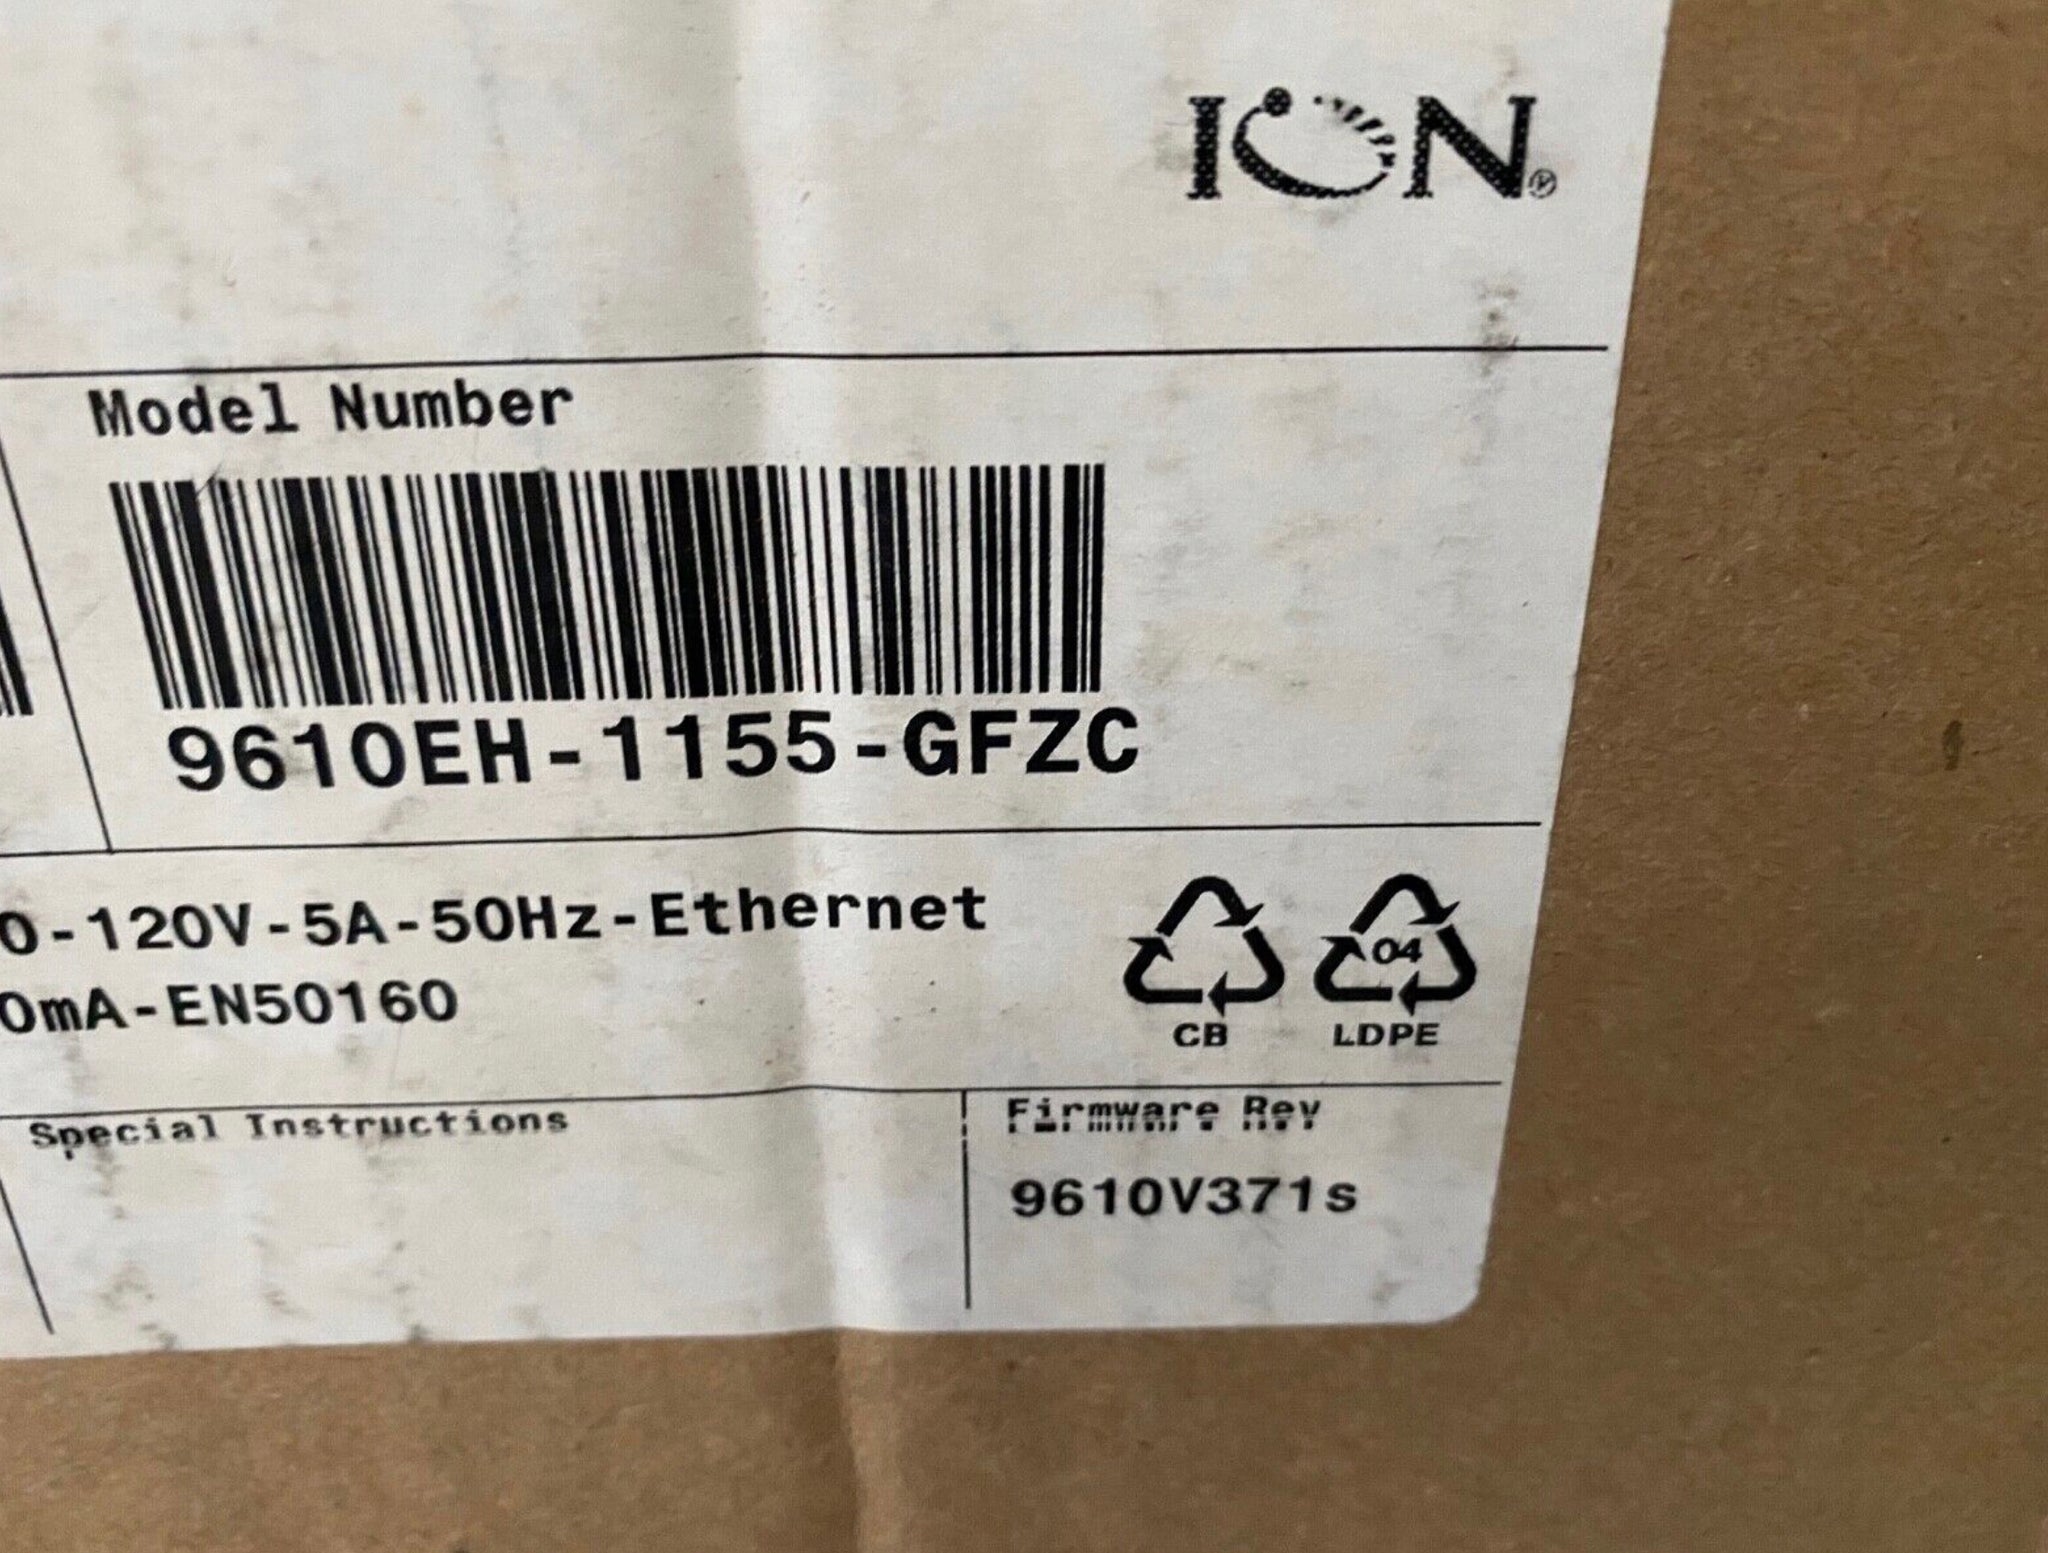 ION®
Model Number
9610EH-1155-GFZC
0-120V-5A-50Hz-Ethernet
0mA-EN50160
04
CB
LDPE
Special Instructions
Firmware Rev
9610V371s